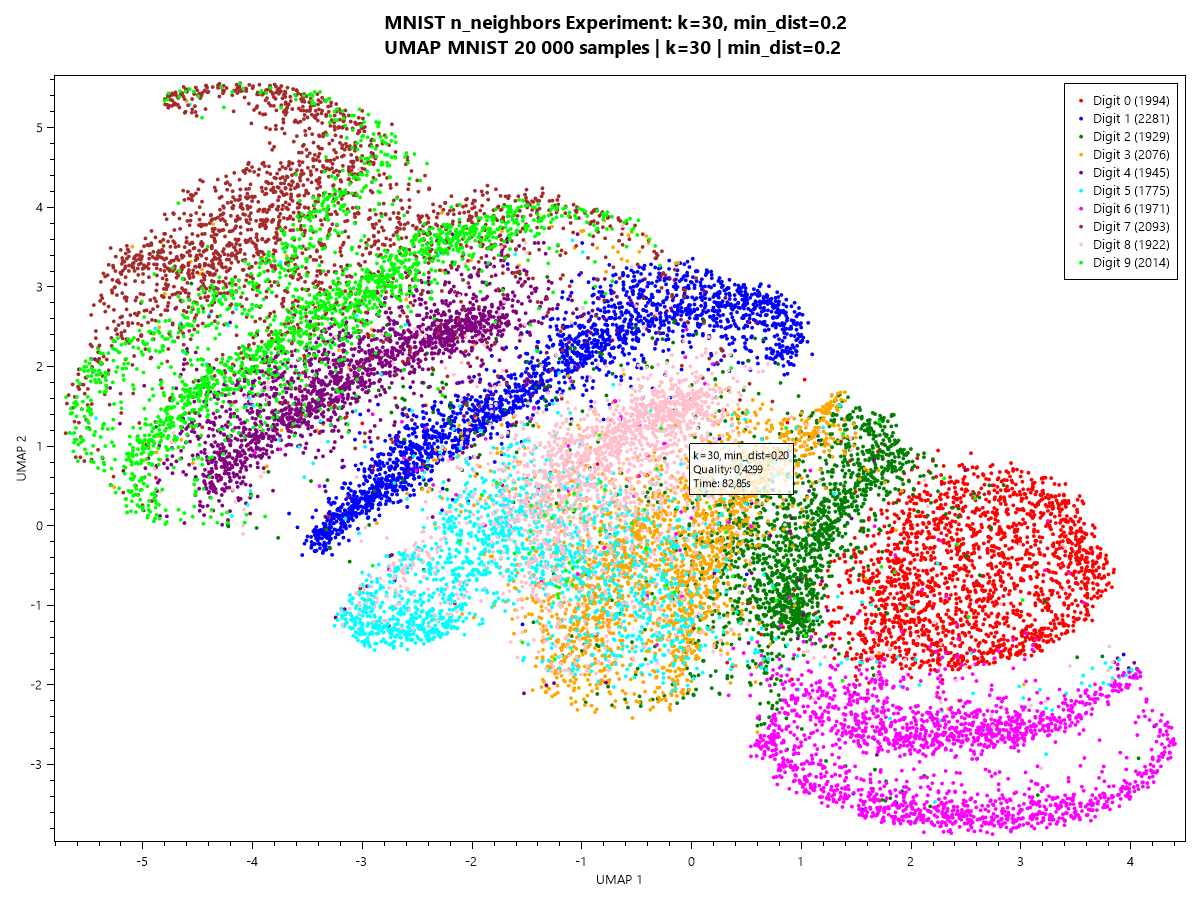 MNIST n_neighbors Experiment: k=30, min_dist=0.2
UMAP MNIST 20 000 samples | k=30 | min_dist=0.2
Digit 0 (1994)
Digit 1 (2281)
Digit 2 (1929)
Digit 3 (2076)
Digit 4 (1945)
Digit 5 (1775)
Digit 6 (1971)
Digit 7 (2093)
Digit 8 (1922)
Digit 9 (2014)
k=30, min_dist=0,20
Quality: 0,4299
Time: 82,85s
UMAP 2
5
4
3
2
1
0
-1
-2
-3
-5 -4 -3 -2 -1 0 1 2 3 4
UMAP 1